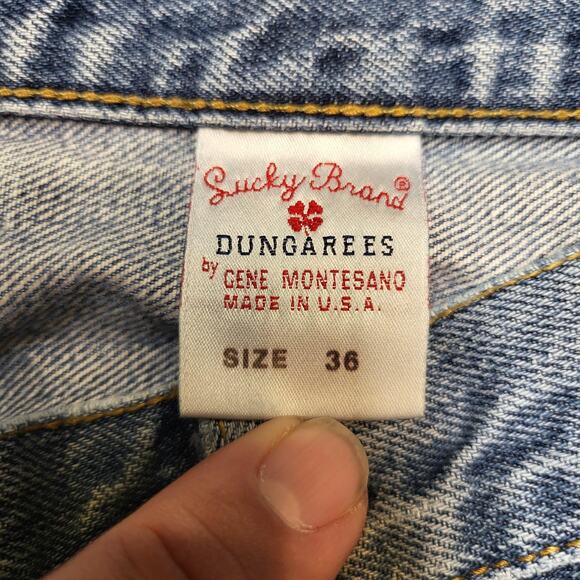 Lucky Brand®
DUNGAREES
by GENE MONTESANO
MADE IN U.S.A.
SIZE 36